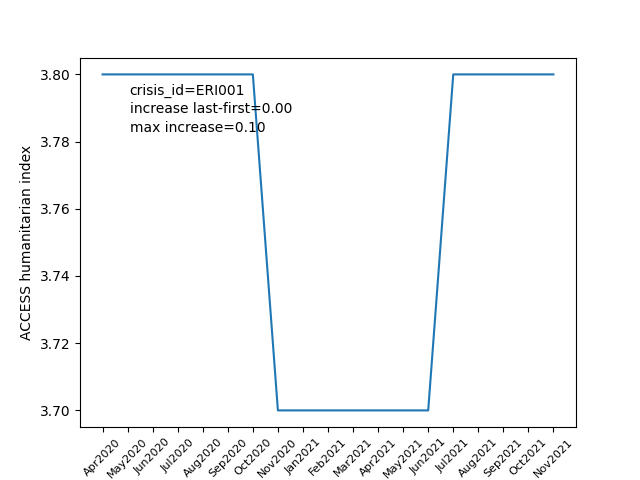 3.80
3.78
3.76
3.74
3.72
3.70
ACCESS humanitarian index
crisis_id=ERI001
increase last-first=0.00
max increase=0.10
Apr2020
May2020
Jun2020
Jul2020
Aug2020
Sep2020
Oct2020
Nov2020
Jan2021
Feb2021
Mar2021
Apr2021
May2021
Jun2021
Jul2021
Aug2021
Sep2021
Oct2021
Nov2021